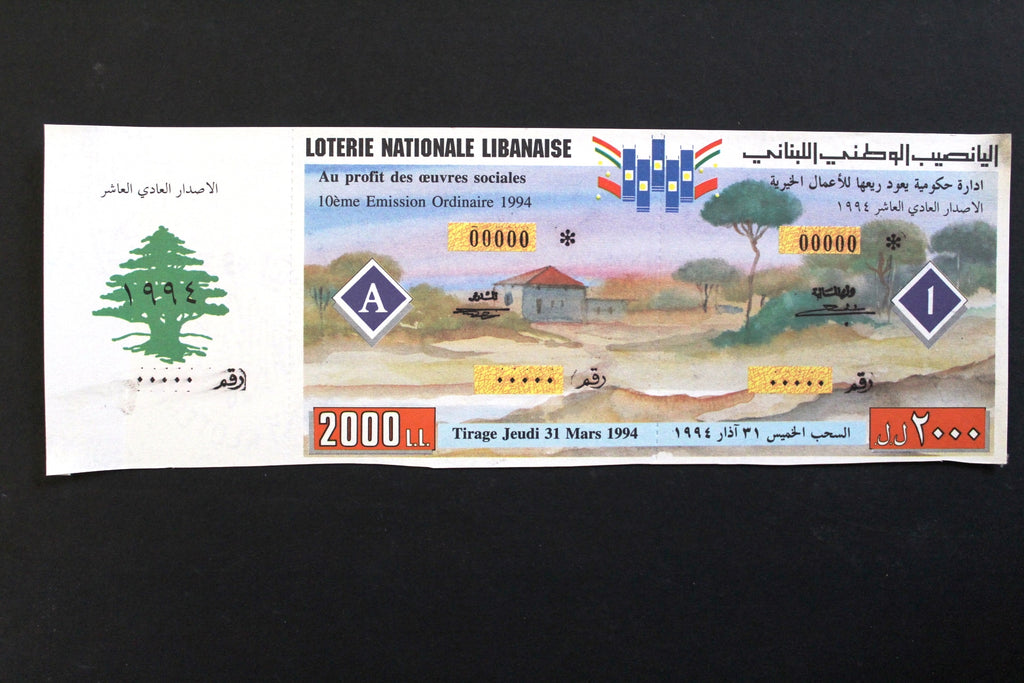 الاصدار العادي العاشر
١٩٩٤
رقم ٠٠٠٠٠
LOTERIE NATIONALE LIBANAISE
Au profit des œuvres sociales
10ème Emission Ordinaire 1994
00000 *
A
رقم ٠٠٠٠٠
2000 L.L.
Tirage Jeudi 31 Mars 1994
اليانصيب الوطني اللبناني
ادارة حكومية يعود ريعها للأعمال الخيرية
الاصدار العادي العاشر ١٩٩٤
00000 *
وزير المالية
ا
رقم ٠٠٠٠٠
السحب الخميس ٣١ آذار ١٩٩٤
٢٠٠٠ ل.ل